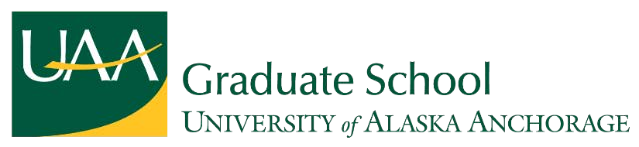 UAA
Graduate School
UNIVERSITY of ALASKA ANCHORAGE